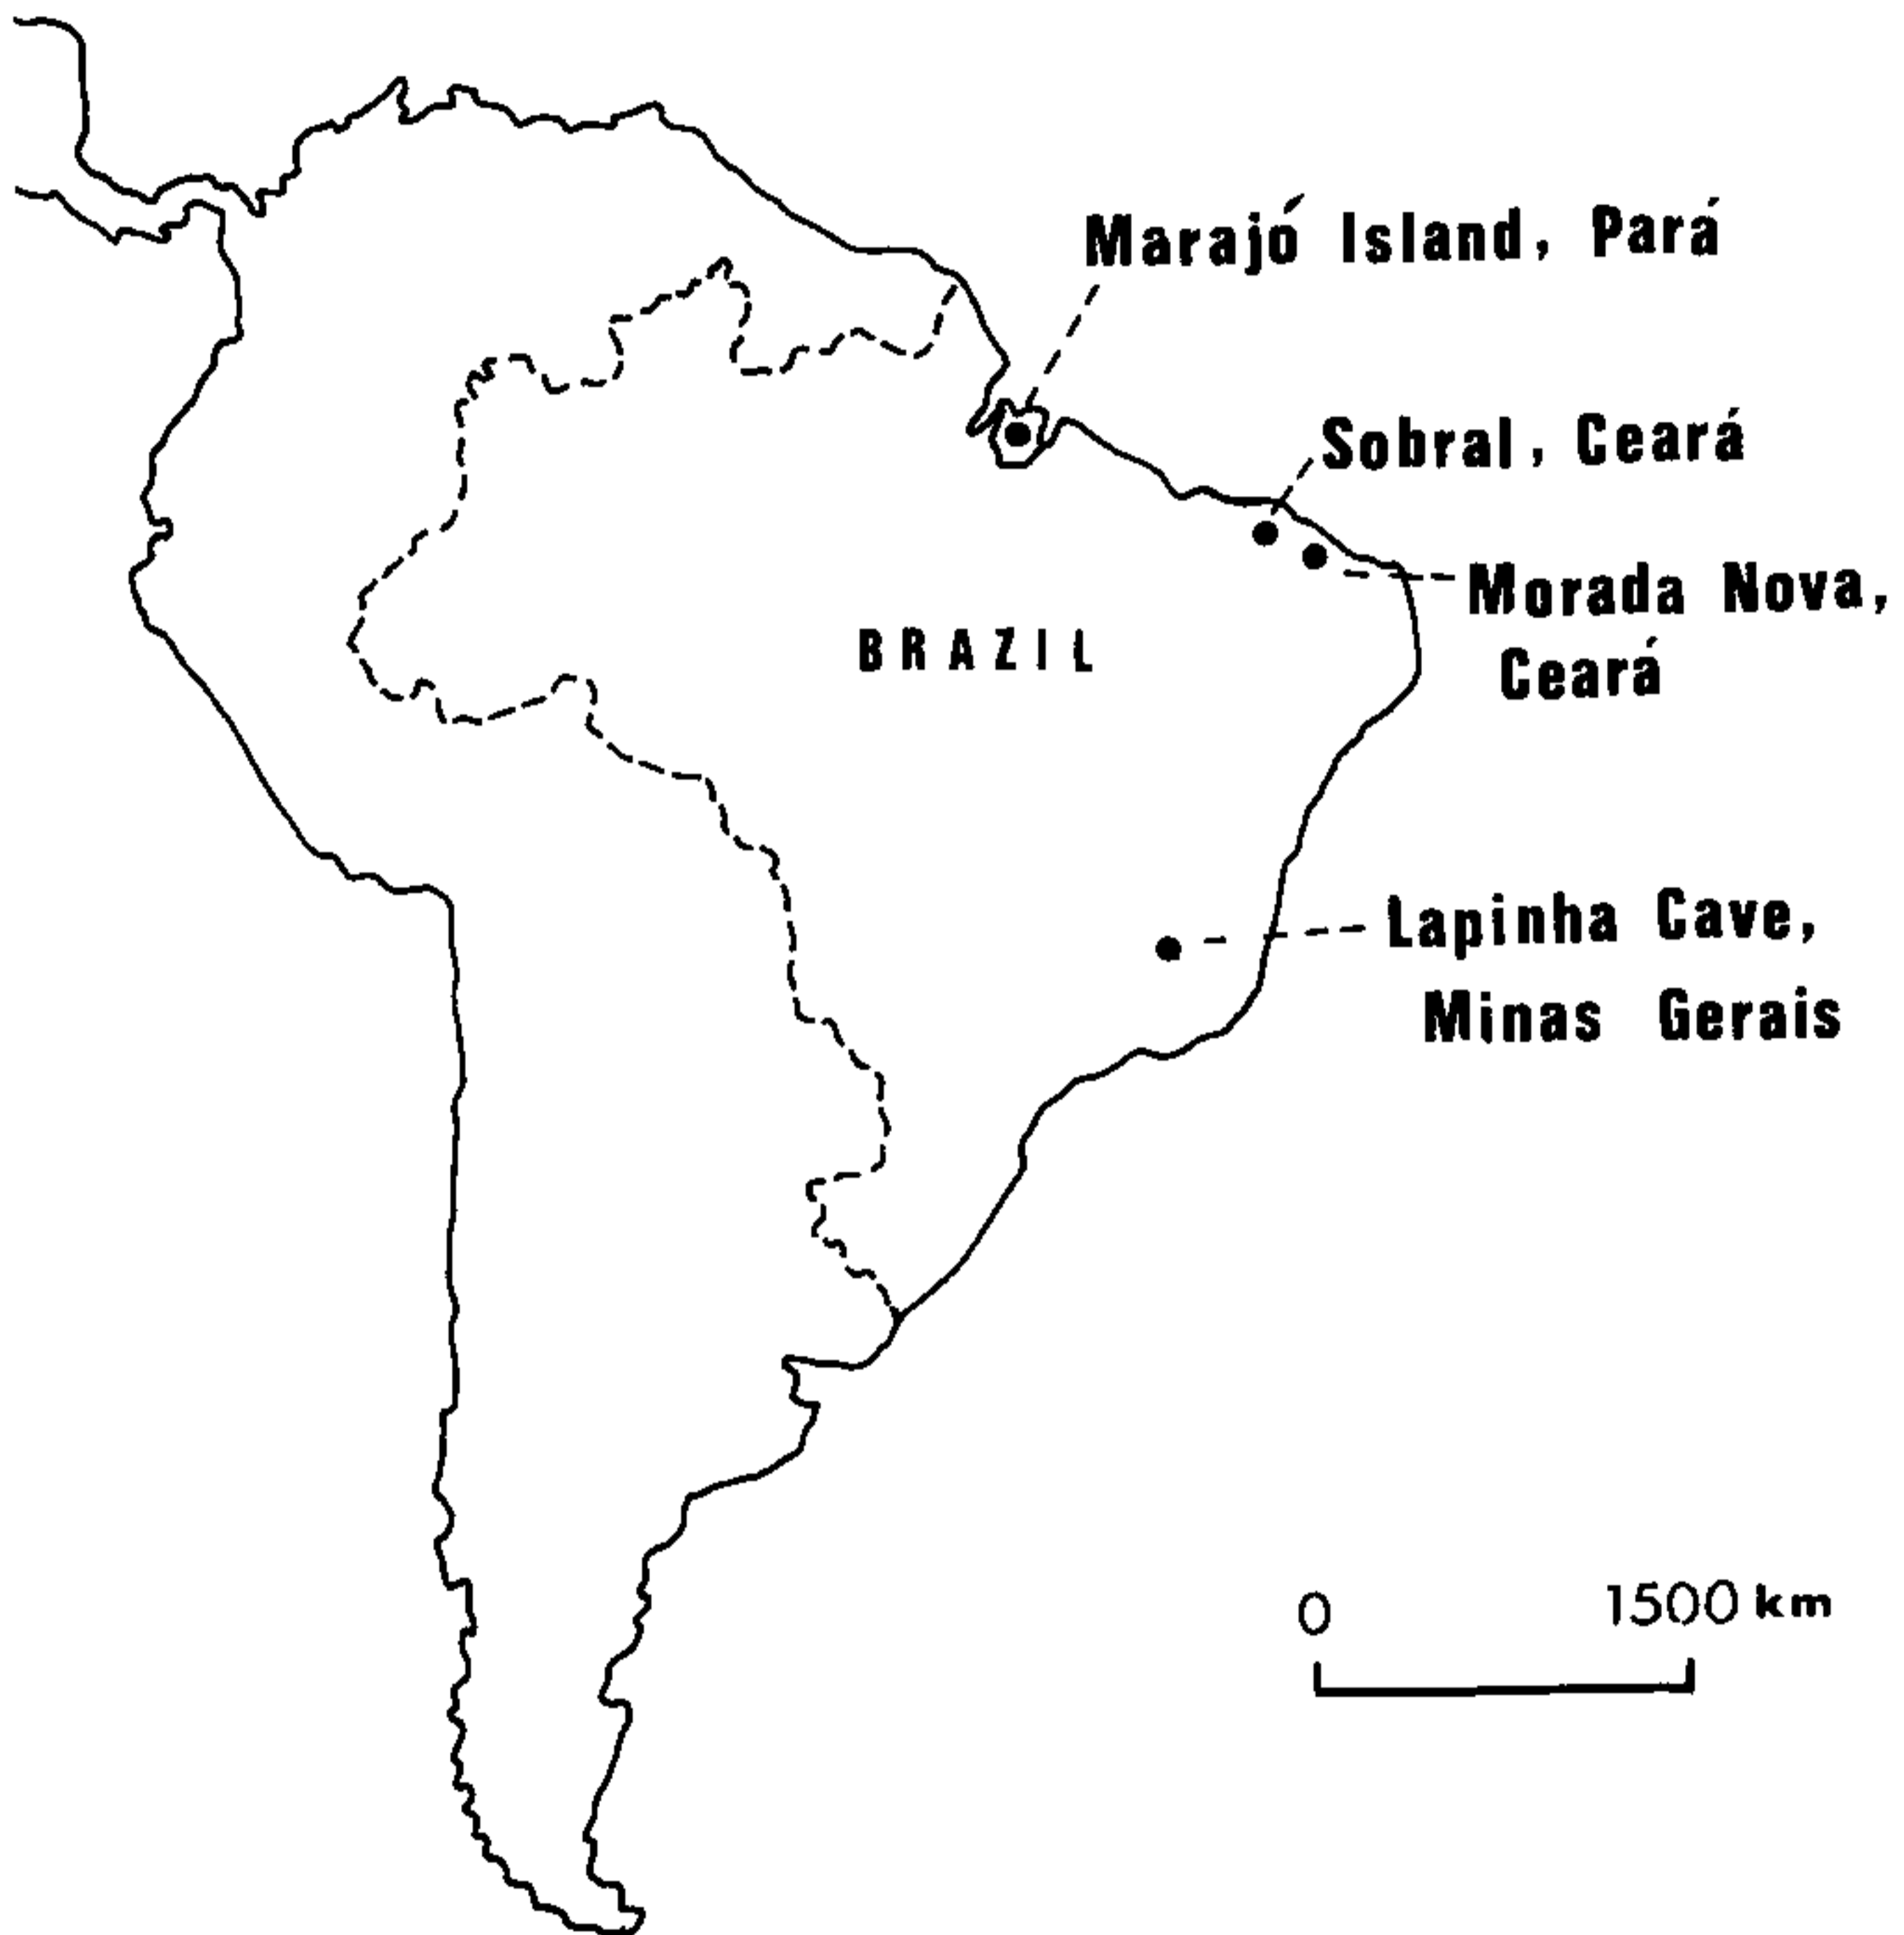 Marajó Island, Pará
Sobral, Ceará
Morada Nova,
Ceará
BRAZIL
Lapinha Cave,
Minas Gerais
0 1500 km